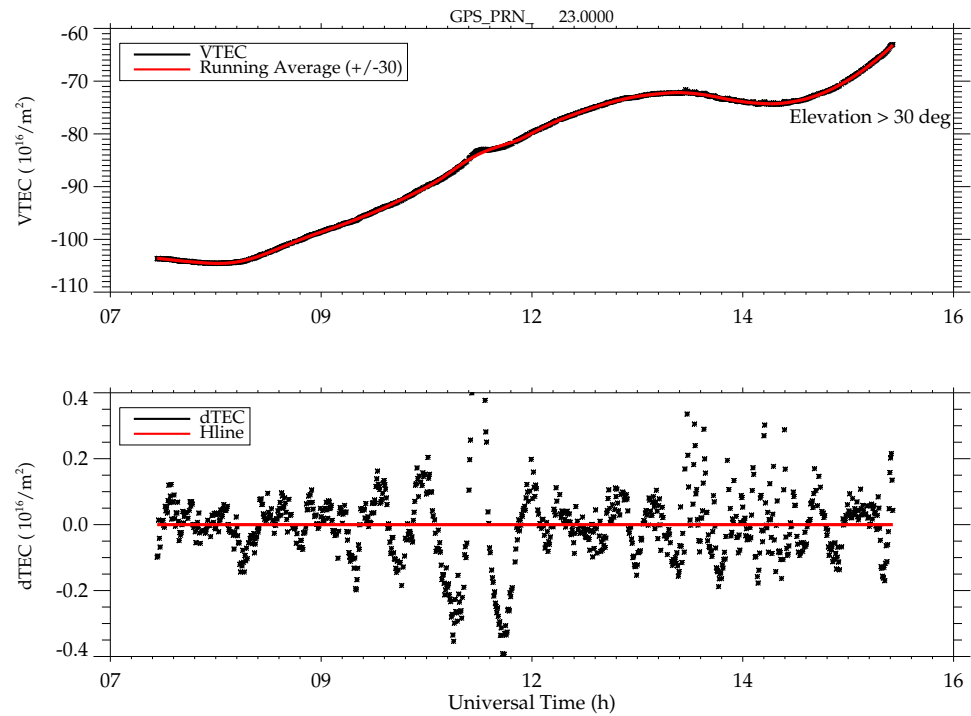 GPS_PRN_ 23.0000
-60
VTEC
Running Average (+/-30)
-70
-80
Elevation > 30 deg
-90
-100
-110
VTEC ( 10^16/m^2)
07 09 12 14 16
0.4
dTEC
Hline
0.2
0.0
-0.2
-0.4
dTEC ( 10^16/m^2)
07 09 12 14 16
Universal Time (h)